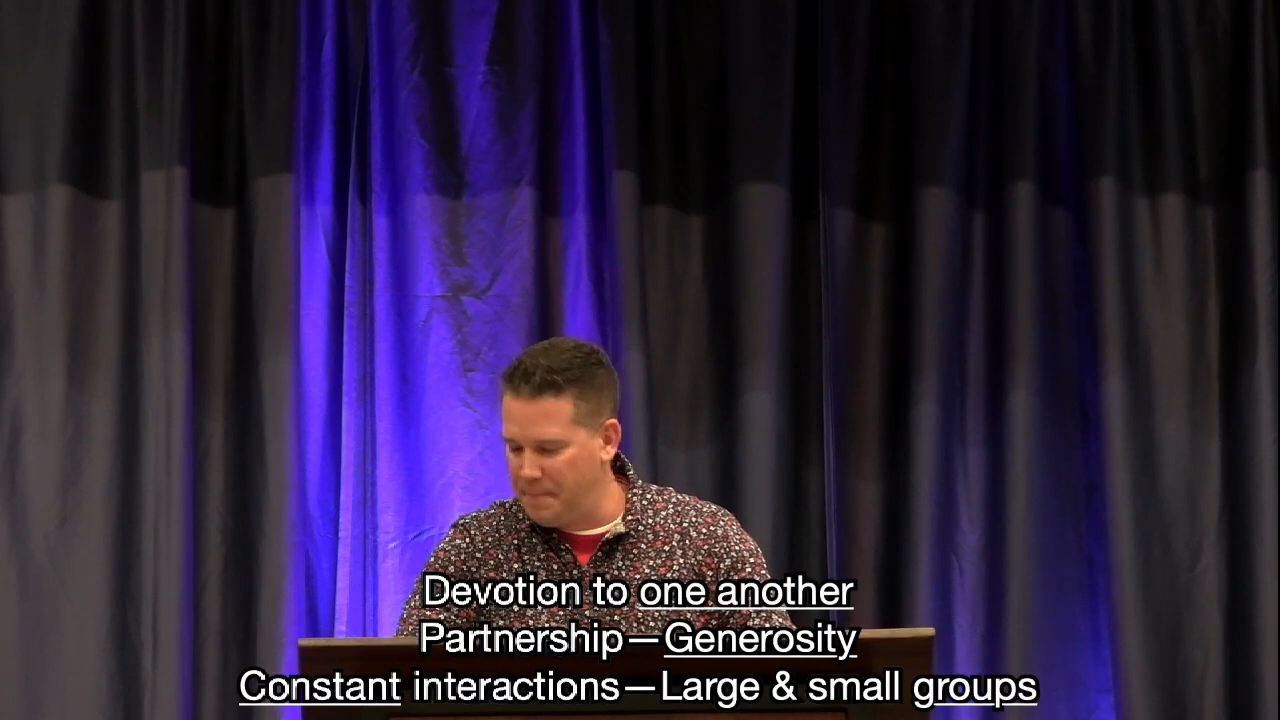 Devotion to one another
Partnership—Generosity
Constant interactions—Large & small groups